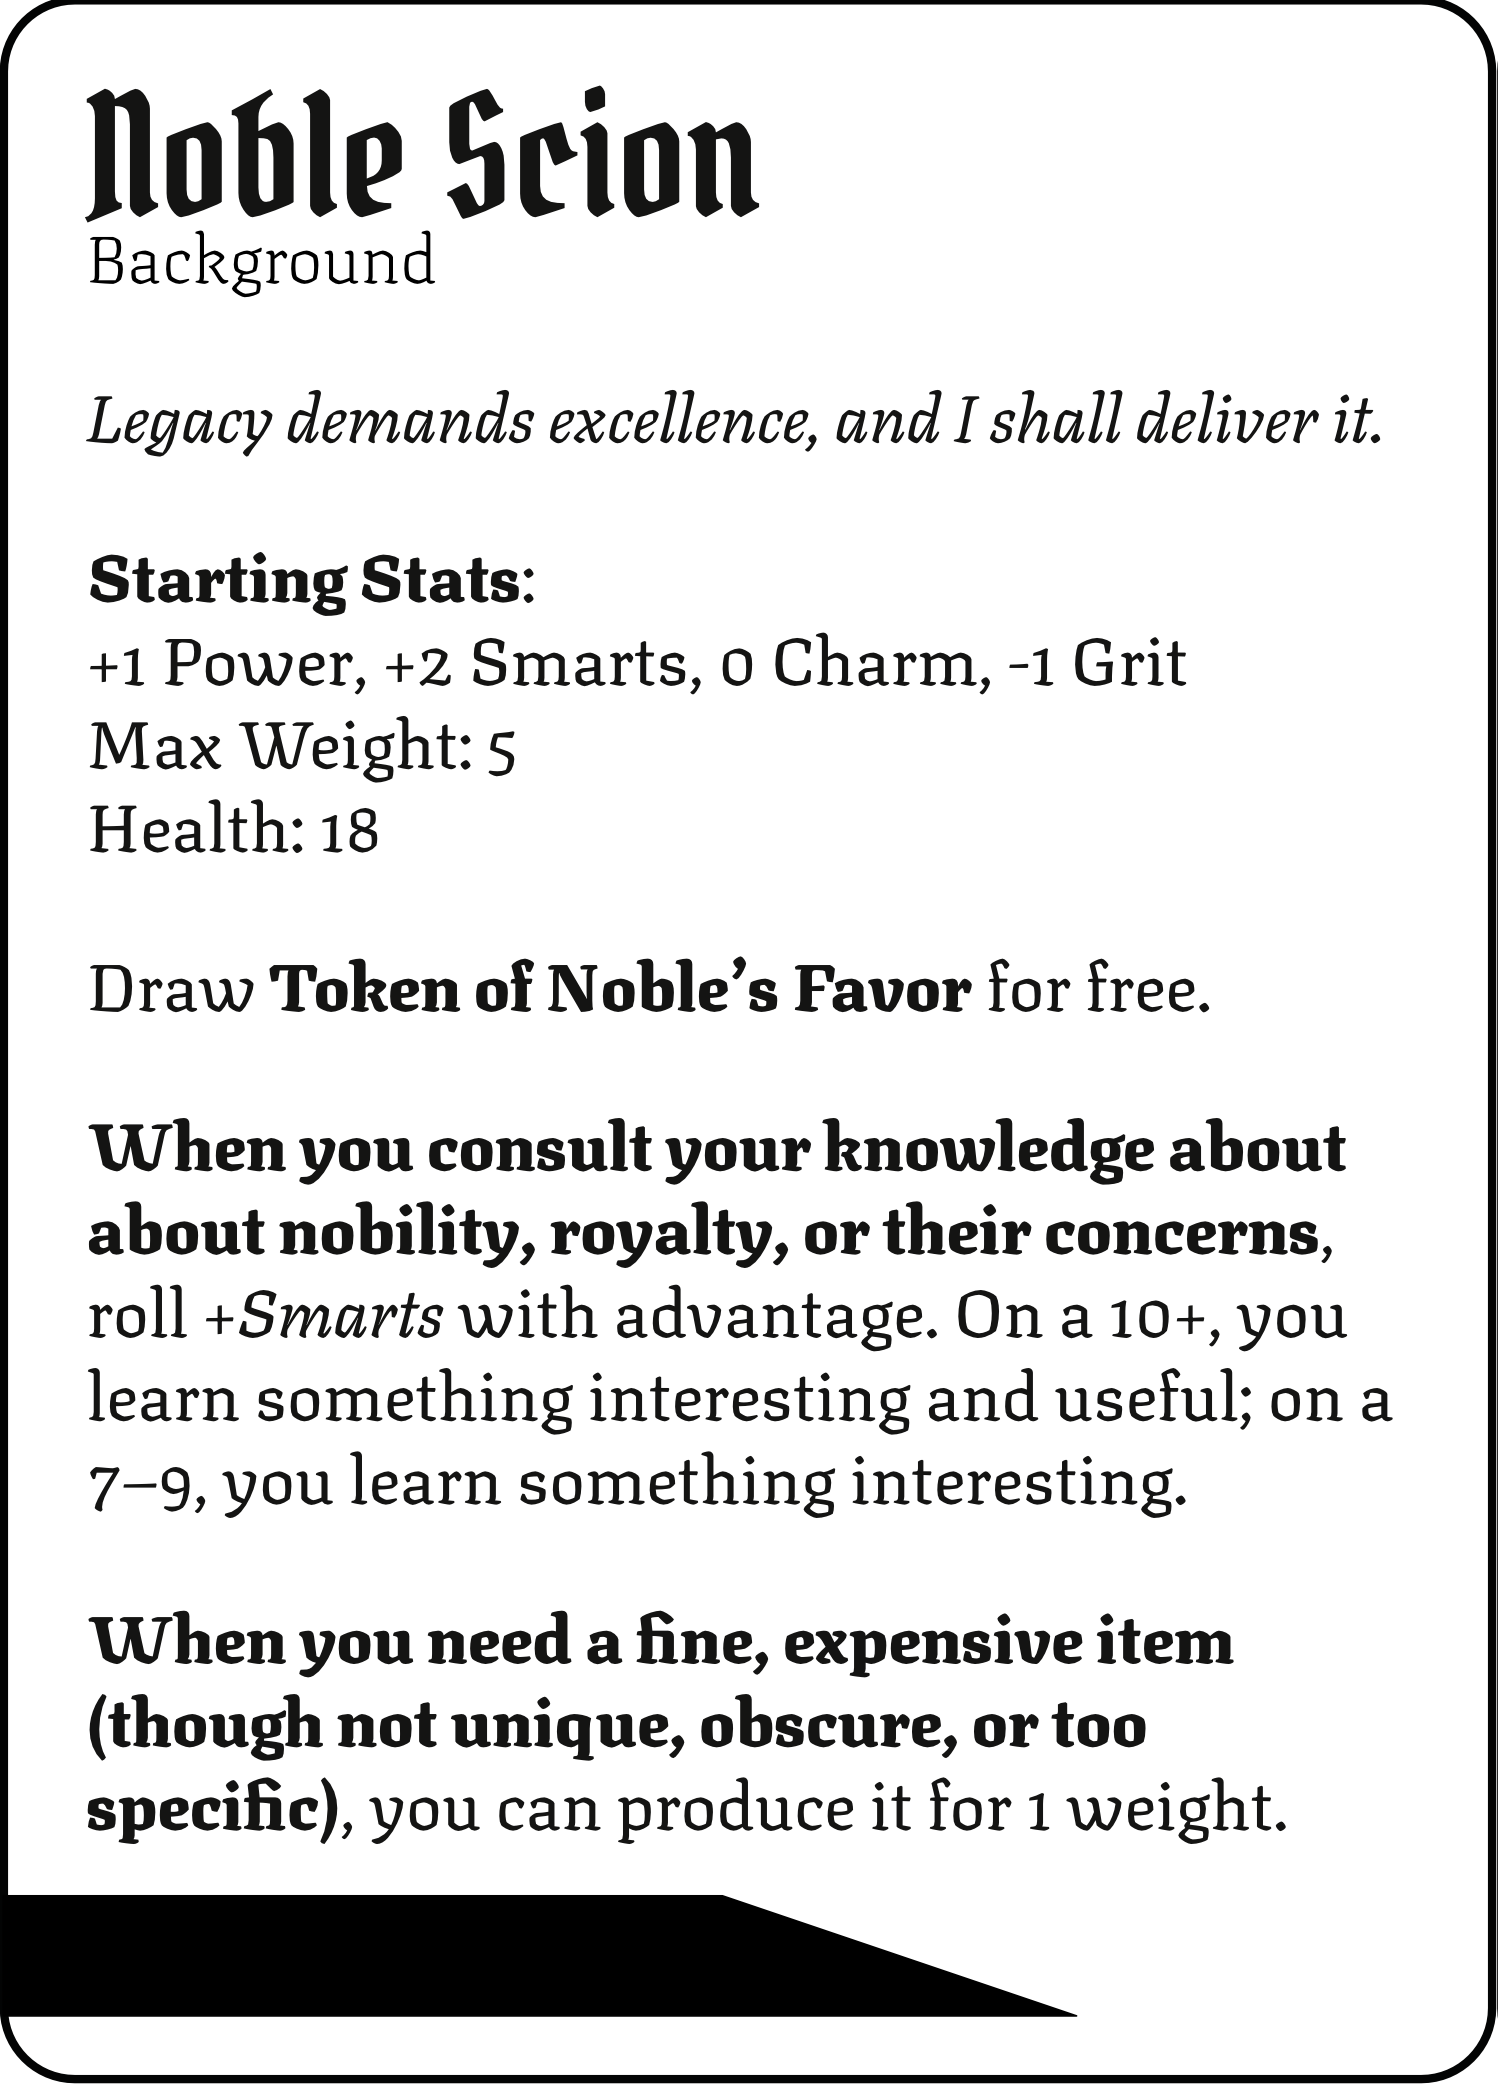 Noble Scion
Background
Legacy demands excellence, and I shall deliver it.
Starting Stats:
+1 Power, +2 Smarts, 0 Charm, -1 Grit
Max Weight: 5
Health: 18
Draw Token of Noble’s Favor for free.
When you consult your knowledge about
about nobility, royalty, or their concerns,
roll +Smarts with advantage. On a 10+, you
learn something interesting and useful; on a
7–9, you learn something interesting.
When you need a fine, expensive item
(though not unique, obscure, or too
specific), you can produce it for 1 weight.